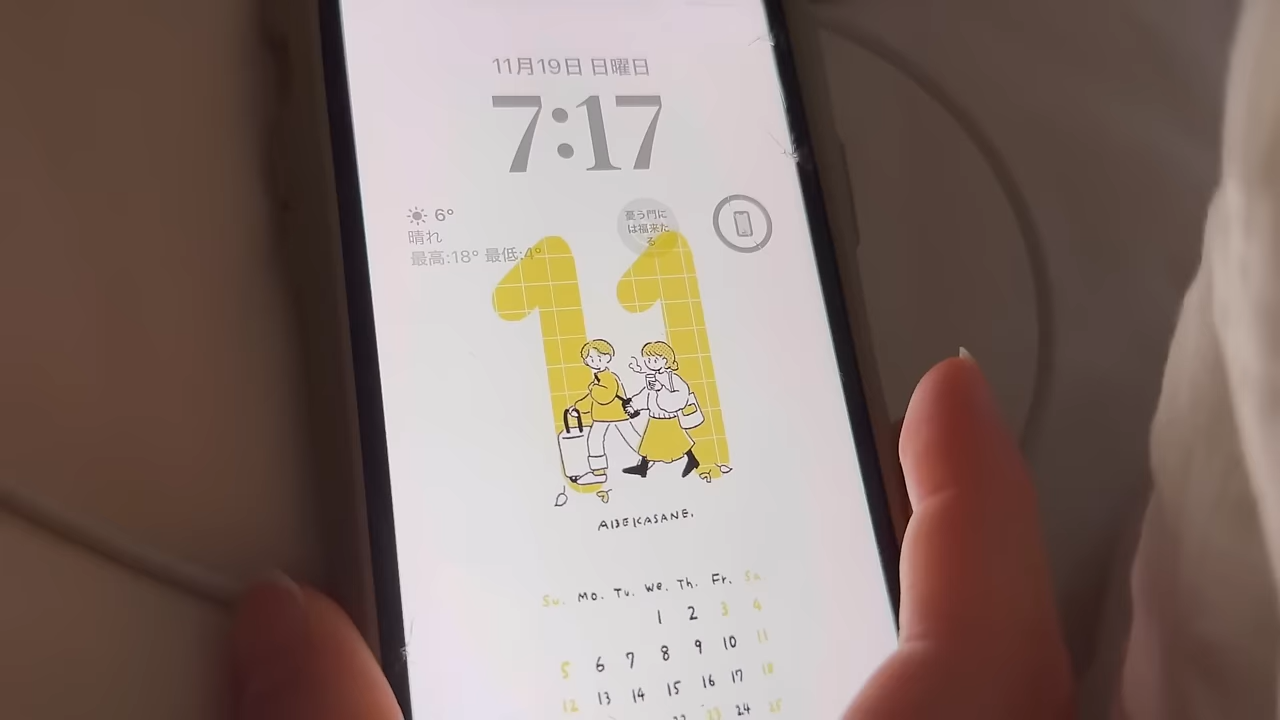 11月19日 日曜日
7:17
6°
晴れ
最高:18° 最低:4°
憂う門に
は福来た
る
11
ABEKASANE.
Su. Mo. Tu. We. Th. Fr. Sa.
1 2 3 4
5 6 7 8 9 10 11
12 13 14 15 16 17 18
24 25